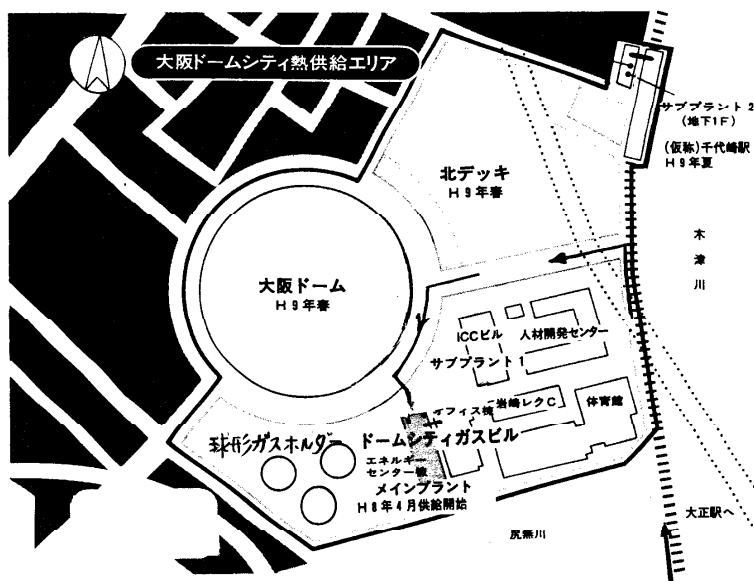 大阪ドームシティ熱供給エリア
サブプラント2
(地下1F)
(仮称)千代崎駅
H9年夏
北デッキ
H9年春
木津川
大阪ドーム
H9年春
ICCビル
人材開発センター
サブプラント1
岩崎レクC
体育館
オフィス棟
球形ガスホルダー
ドームシティガスビル
エネルギー
センター棟
メインプラント
H8年4月供給開始
大正駅へ
尻無川